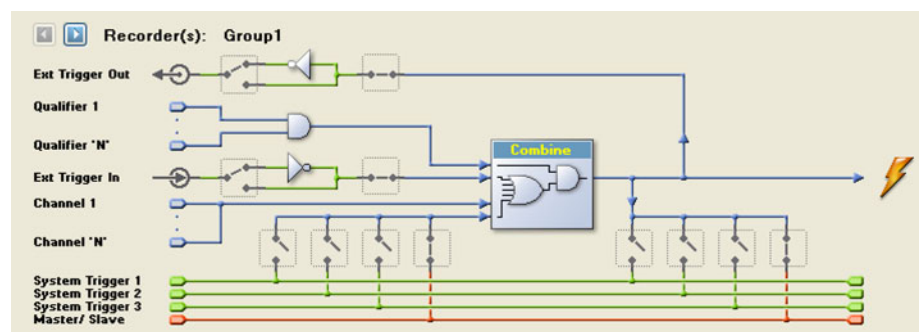 Recorder(s): Group1
Ext Trigger Out
Qualifier 1
Qualifier "N"
Ext Trigger In
Channel 1
Channel "N"
Combine
System Trigger 1
System Trigger 2
System Trigger 3
Master/ Slave